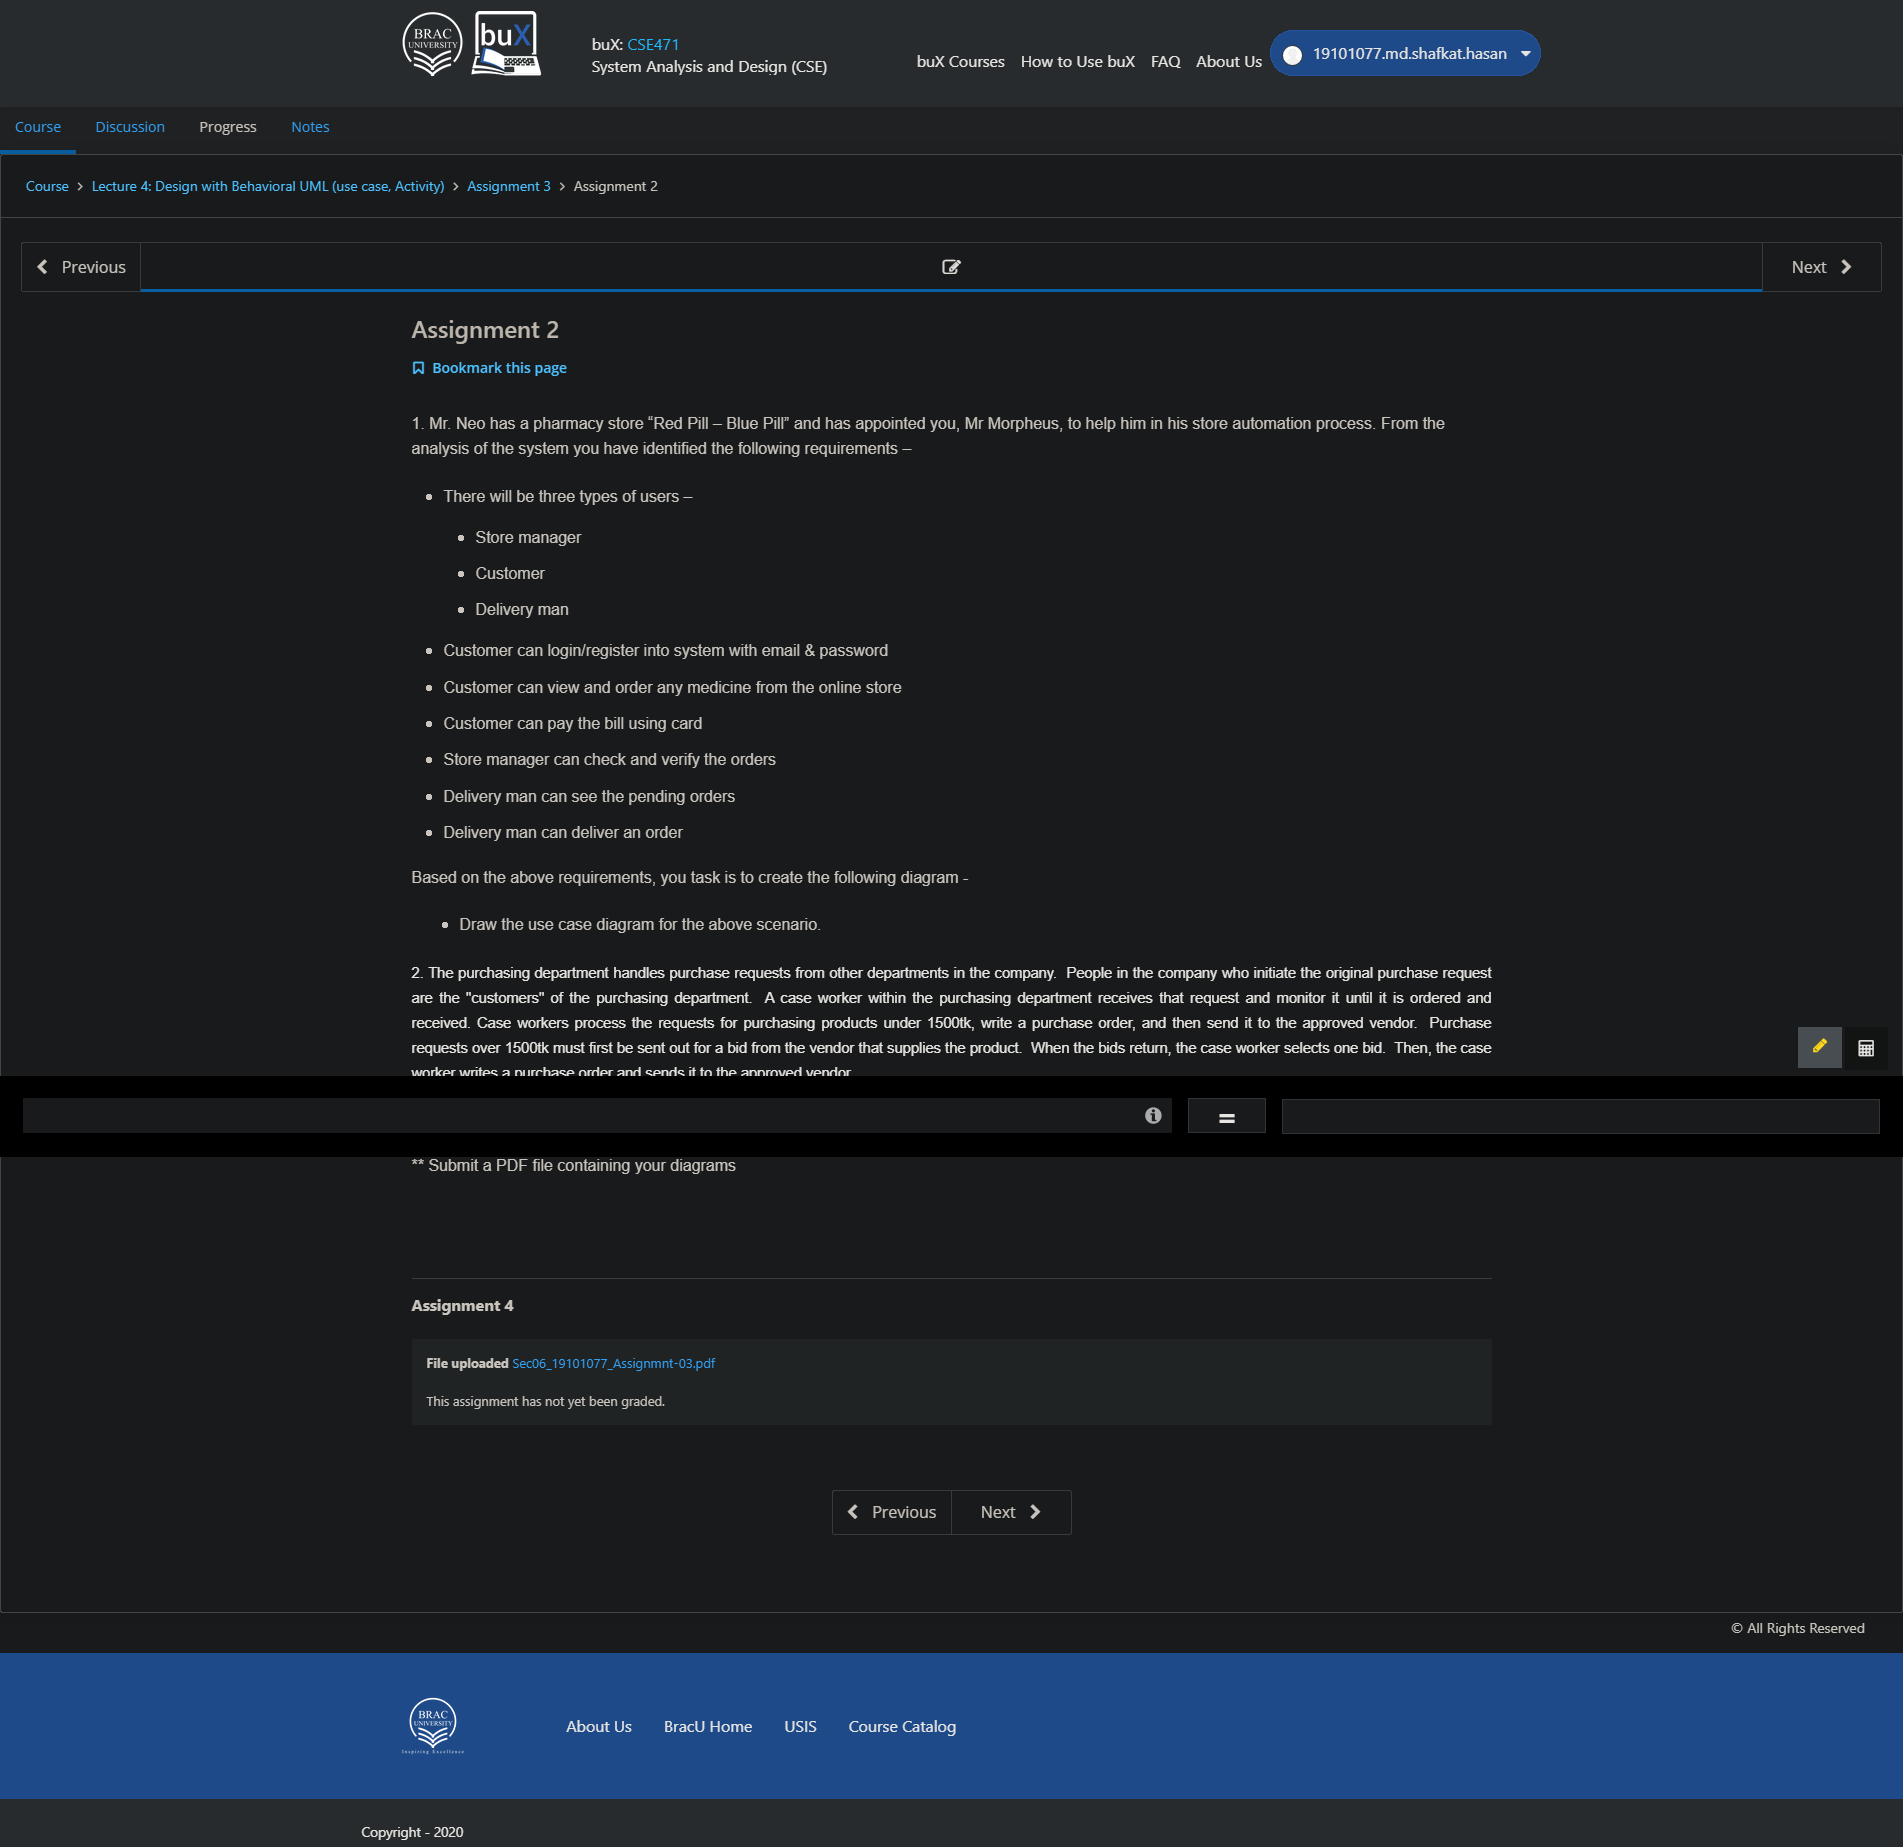 BRAC
UNIVERSITY
buX
buX: CSE471
System Analysis and Design (CSE)
buX Courses How to Use buX FAQ About Us 19101077.md.shafkat.hasan
Course Discussion Progress Notes
Course > Lecture 4: Design with Behavioral UML (use case, Activity) > Assignment 3 > Assignment 2
Previous Next
Assignment 2
Bookmark this page
1. Mr. Neo has a pharmacy store “Red Pill – Blue Pill” and has appointed you, Mr Morpheus, to help him in his store automation process. From the
analysis of the system you have identified the following requirements –
• There will be three types of users –
• Store manager
• Customer
• Delivery man
• Customer can login/register into system with email & password
• Customer can view and order any medicine from the online store
• Customer can pay the bill using card
• Store manager can check and verify the orders
• Delivery man can see the pending orders
• Delivery man can deliver an order
Based on the above requirements, you task is to create the following diagram -
• Draw the use case diagram for the above scenario.
2. The purchasing department handles purchase requests from other departments in the company. People in the company who initiate the original purchase request
are the "customers" of the purchasing department. A case worker within the purchasing department receives that request and monitor it until it is ordered and
received. Case workers process the requests for purchasing products under 1500tk, write a purchase order, and then send it to the approved vendor. Purchase
requests over 1500tk must first be sent out for a bid from the vendor that supplies the product. When the bids return, the case worker selects one bid. Then, the case
worker writes a purchase order and sends it to the approved vendor
=
** Submit a PDF file containing your diagrams
Assignment 4
File uploaded Sec06_19101077_Assignmnt-03.pdf
This assignment has not yet been graded.
Previous Next
© All Rights Reserved
BRAC
UNIVERSITY
Inspiring Excellence
About Us BracU Home USIS Course Catalog
Copyright - 2020